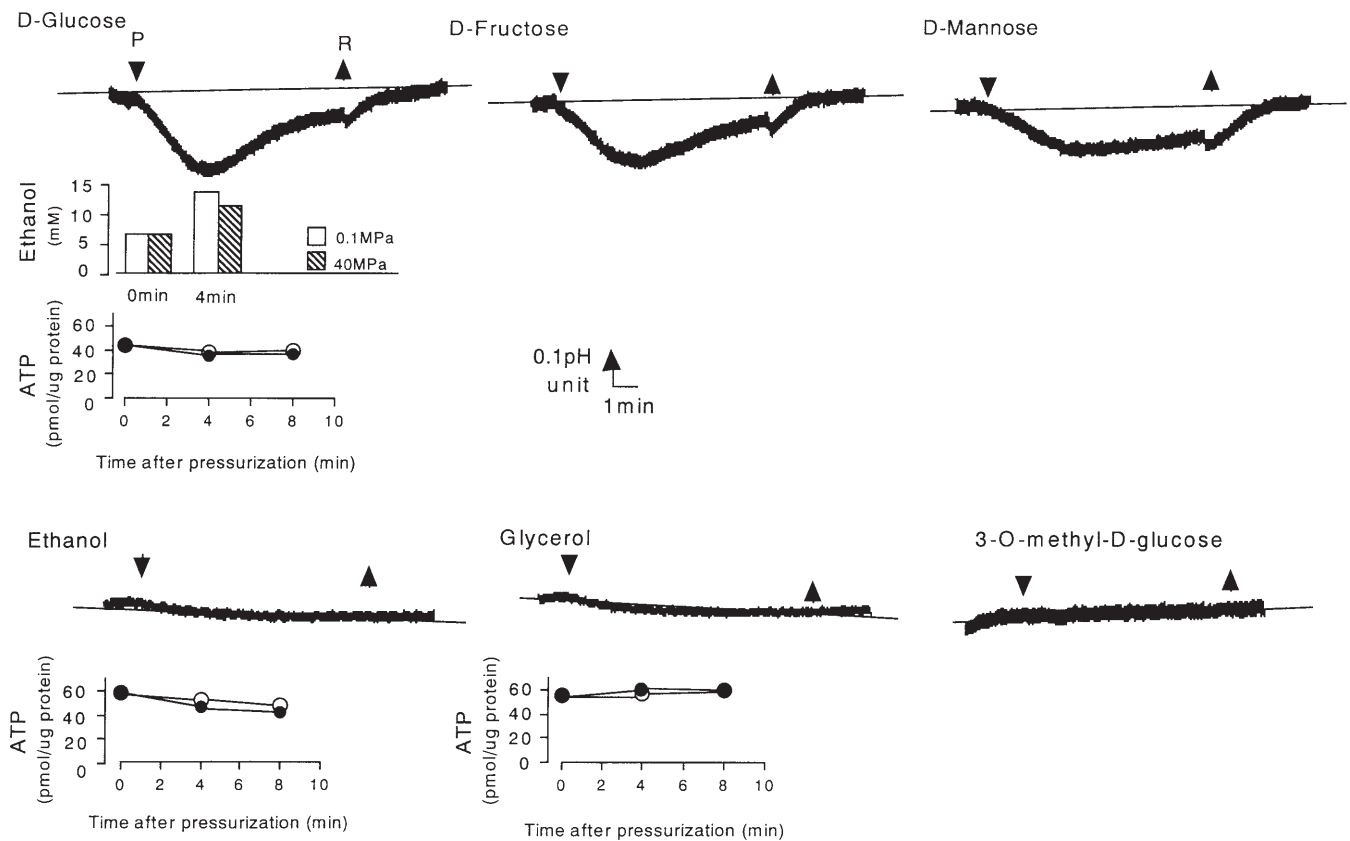 D-Glucose
P
R
D-Fructose
D-Mannose
Ethanol
(mM)
15
10
5
0
0.1MPa
40MPa
0min
4min
ATP
(pmol/ug protein)
60
40
20
0
0 2 4 6 8 10
Time after pressurization (min)
0.1pH
unit
1min
Ethanol
Glycerol
3-O-methyl-D-glucose
ATP
(pmol/ug protein)
60
40
20
0
0 2 4 6 8 10
Time after pressurization (min)
ATP
(pmol/ug protein)
60
40
20
0
0 2 4 6 8 10
Time after pressurization (min)